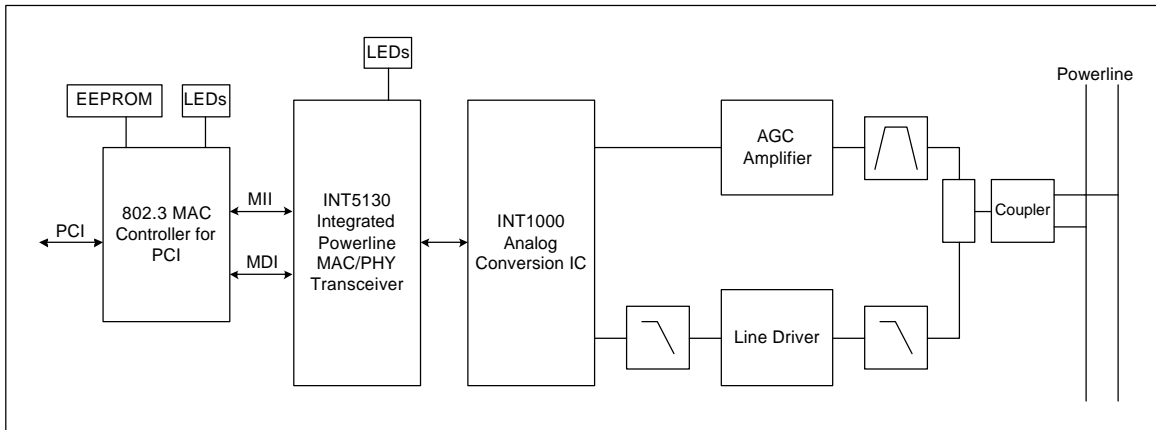 EEPROM
LEDs
LEDs
Powerline
PCI
802.3 MAC
Controller for
PCI
MII
MDI
INT5130
Integrated
Powerline
MAC/PHY
Transceiver
INT1000
Analog
Conversion IC
AGC
Amplifier
Line Driver
Coupler